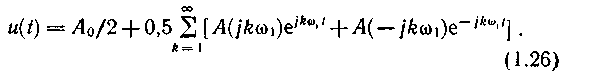 u(t) = A₀/2 + 0,5 ∑ₖ₌₁^∞ [A(jkω₁)e^{jkω₁t} + A(−jkω₁)e^{−jkω₁t}] .
(1.26)